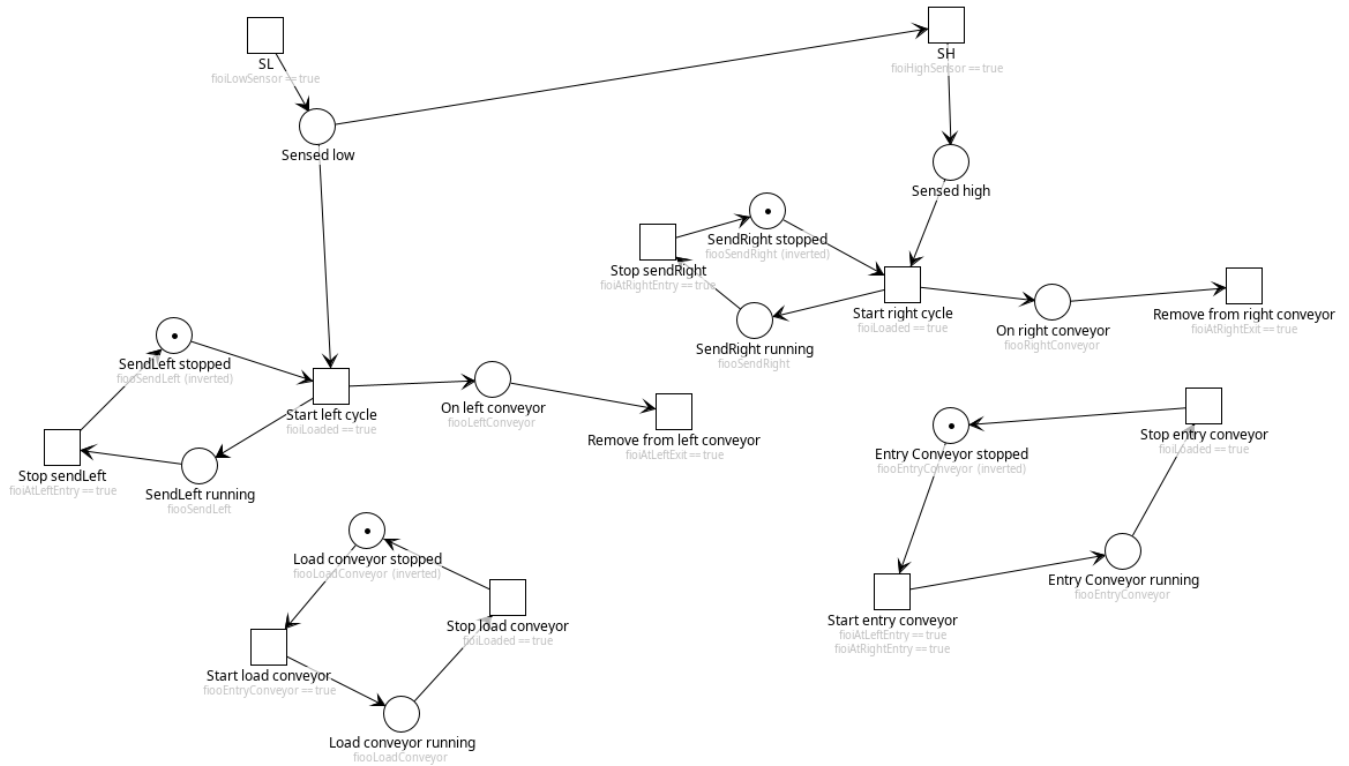 SL
fioiLowSensor == true
SH
fioiHighSensor == true
Sensed low
Sensed high
SendRight stopped
fiooSendRight (inverted)
Stop sendRight
fioiAtRightEntry == true
Start right cycle
fioiLoaded == true
On right conveyor
fiooRightConveyor
Remove from right conveyor
fioiAtRightExit == true
SendRight running
fiooSendRight
SendLeft stopped
fiooSendLeft (inverted)
Start left cycle
fioiLoaded == true
On left conveyor
fiooLeftConveyor
Remove from left conveyor
fioiAtLeftExit == true
Stop sendLeft
fioiAtLeftEntry == true
SendLeft running
fiooSendLeft
Entry Conveyor stopped
fiooEntryConveyor (inverted)
Stop entry conveyor
fioiLoaded == true
Load conveyor stopped
fiooLoadConveyor (inverted)
Stop load conveyor
fioiLoaded == true
Start entry conveyor
fioiAtLeftEntry == true
fioiAtRightEntry == true
Entry Conveyor running
fiooEntryConveyor
Start load conveyor
fiooEntryConveyor == true
Load conveyor running
fiooLoadConveyor